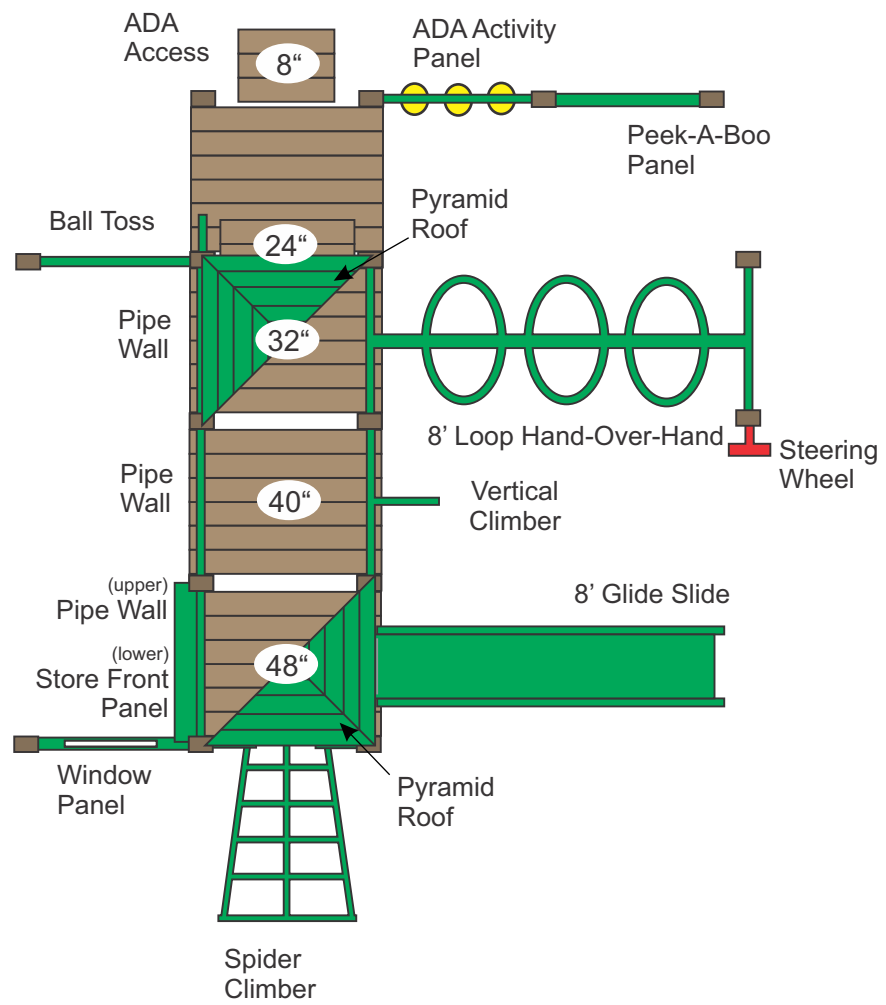 ADA
Access
8“
ADA Activity
Panel
Peek-A-Boo
Panel
Pyramid
Roof
Ball Toss
24“
Pipe
Wall
32“
8’ Loop Hand-Over-Hand
Steering
Wheel
Pipe
Wall
40“
Vertical
Climber
(upper)
Pipe Wall
8’ Glide Slide
(lower)
Store Front
Panel
48“
Window
Panel
Pyramid
Roof
Spider
Climber